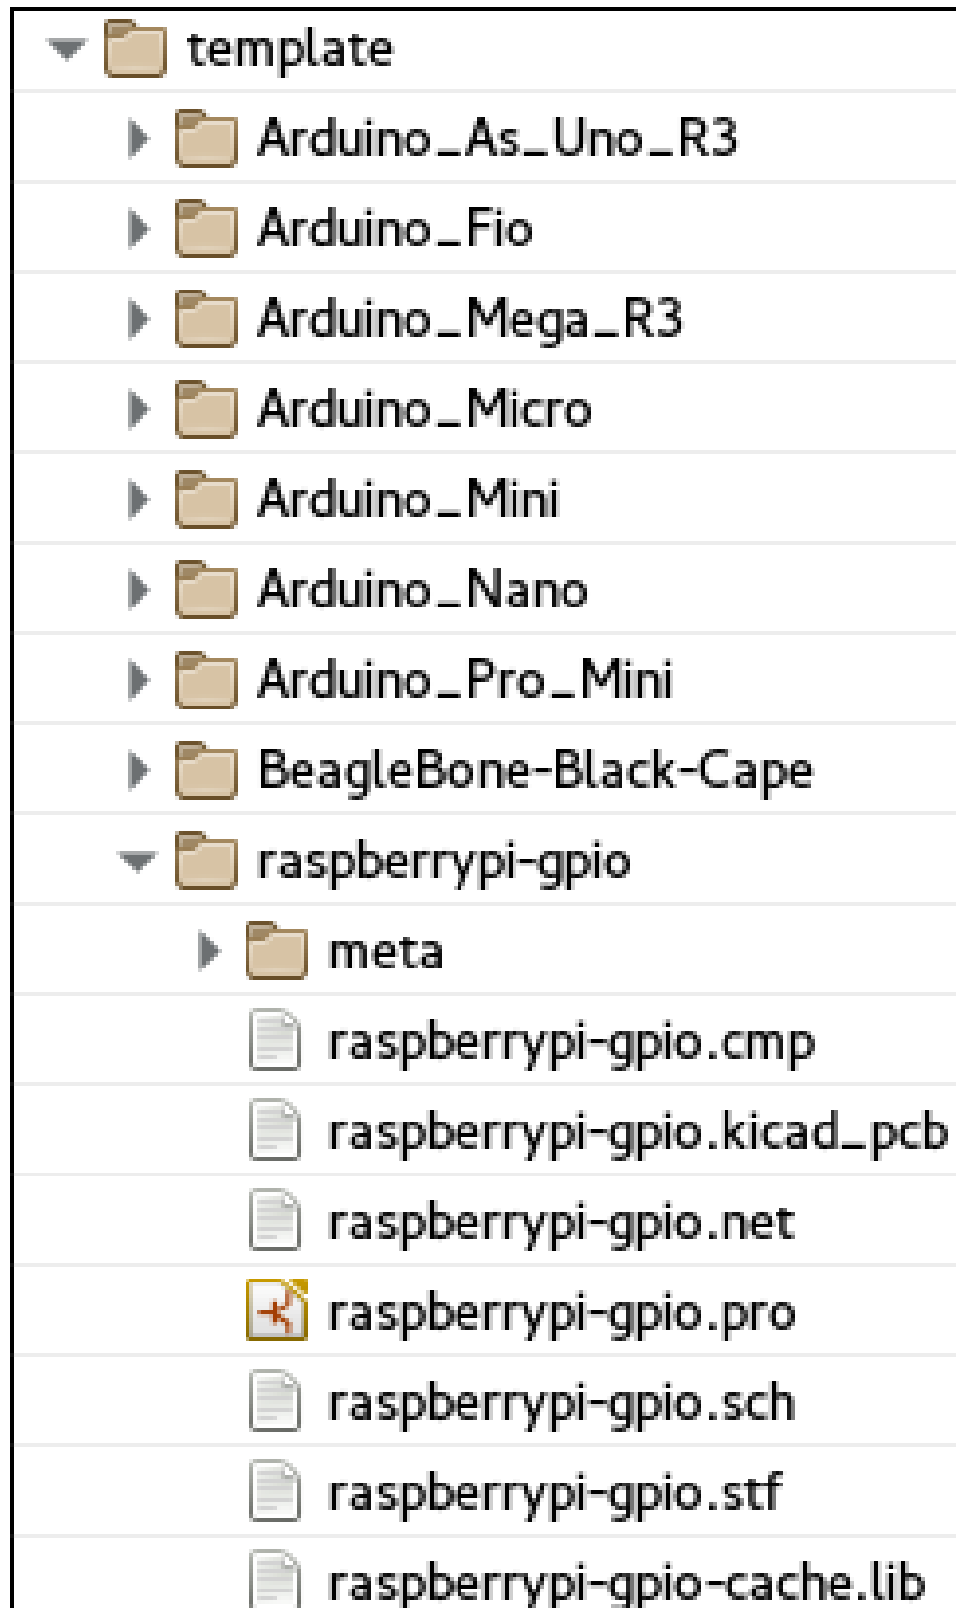 template
Arduino_As_Uno_R3
Arduino_Fio
Arduino_Mega_R3
Arduino_Micro
Arduino_Mini
Arduino_Nano
Arduino_Pro_Mini
BeagleBone-Black-Cape
raspberrypi-gpio
meta
raspberrypi-gpio.cmp
raspberrypi-gpio.kicad_pcb
raspberrypi-gpio.net
raspberrypi-gpio.pro
raspberrypi-gpio.sch
raspberrypi-gpio.stf
raspberrypi-gpio-cache.lib